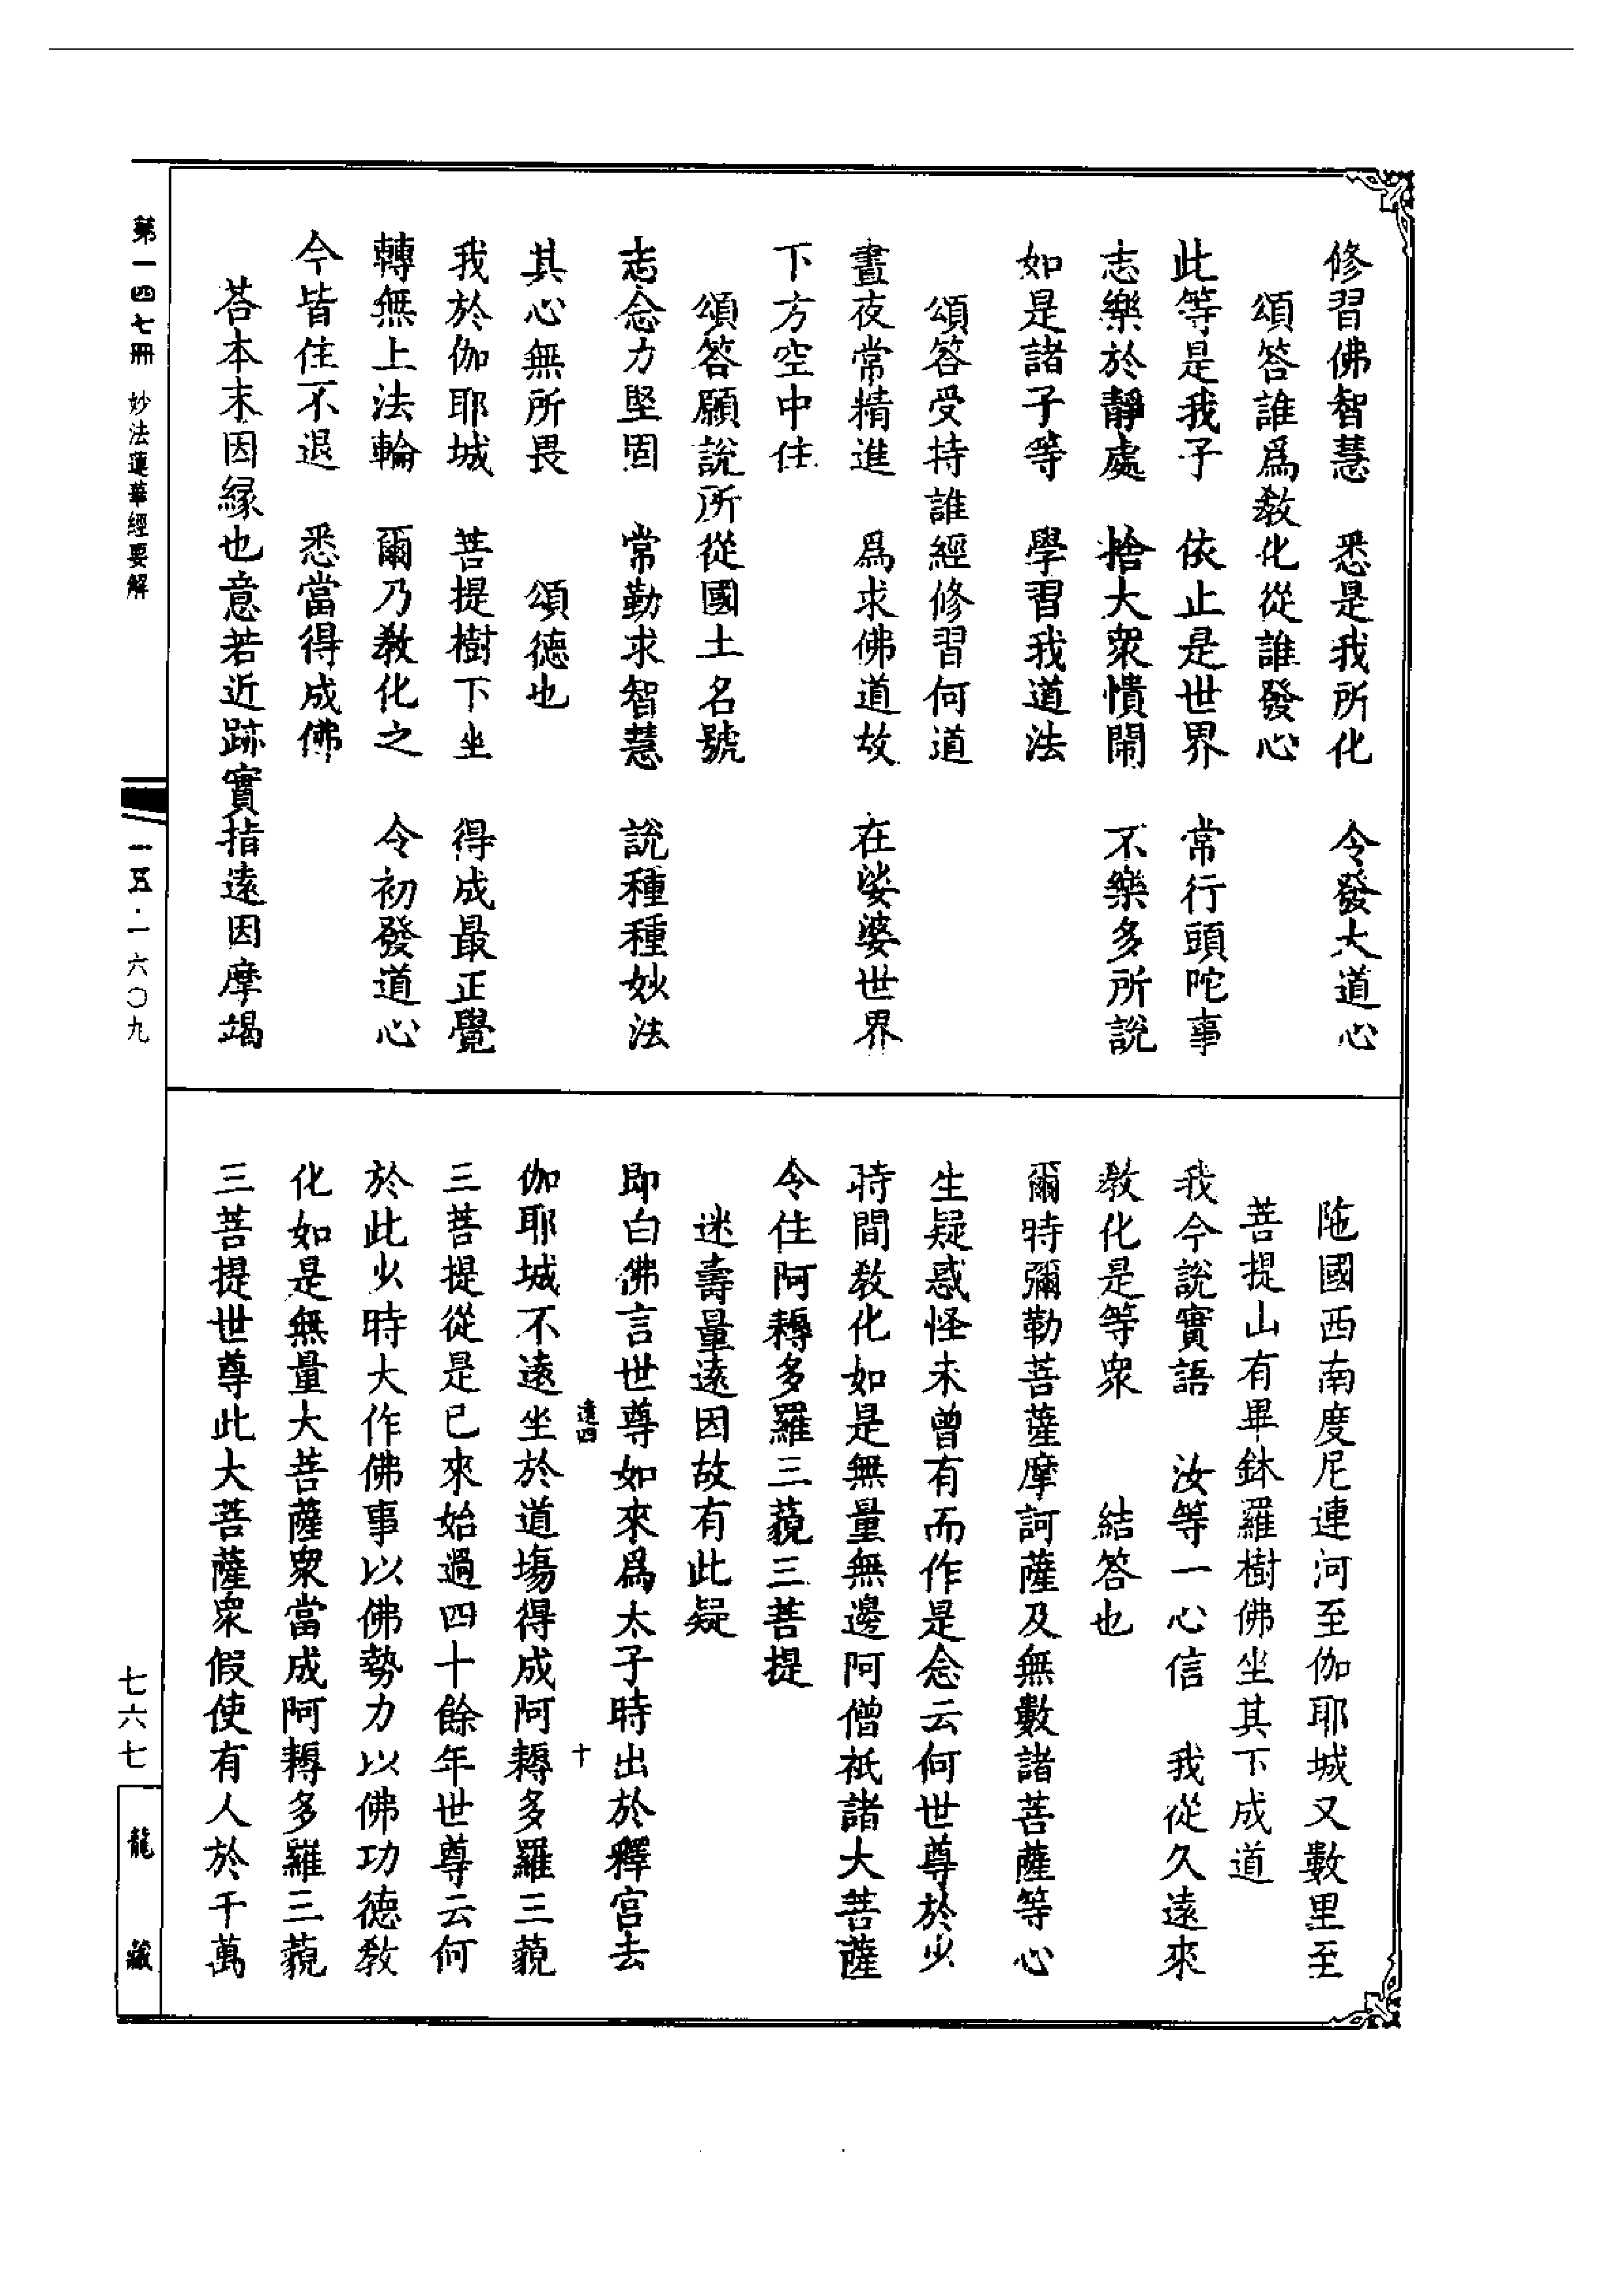 修習佛智慧　悉是我所化　令發大道心
頌答誰爲敎化從誰發心
此等是我子　依止是世界　常行頭陀事
志樂於靜處　捨大衆憒閙　不樂多所說
如是諸子等　學習我道法
頌答受持誰經修習何道
晝夜常精進　爲求佛道故　在娑婆世界
下方空中住
頌答願說所從國土名號
志念力堅固　常勤求智慧　說種種妙法
其心無所畏　　頌德也
我於伽耶城　菩提樹下坐　得成最正覺
轉無上法輪　爾乃敎化之　令初發道心
今皆住不退　悉當得成佛
荅本末因緣也意若近跡實指遠因摩竭
陁國西南度尼連河至伽耶城又數里至
菩提山有畢鉢羅樹佛坐其下成道
我今說實語　汝等一心信　我從久遠來
敎化是等衆　　結答也
爾時彌勒菩薩摩訶薩及無數諸菩薩等心
生疑惑怪未曾有而作是念云何世尊於少
時間敎化如是無量無邊阿僧祇諸大菩薩
令住阿耨多羅三藐三菩提
迷壽量遠因故有此疑
即白佛言世尊如來爲太子時出於釋宫去
遠四　十
伽耶城不遠坐於道場得成阿耨多羅三藐
三菩提從是已來始過四十餘年世尊云何
於此少時大作佛事以佛勢力以佛功德敎
化如是無量大菩薩衆當成阿耨多羅三藐
三菩提世尊此大菩薩衆假使有人於千萬
第一四七冊　妙法蓮華經要解
一五·一六〇九
七六七
龍藏